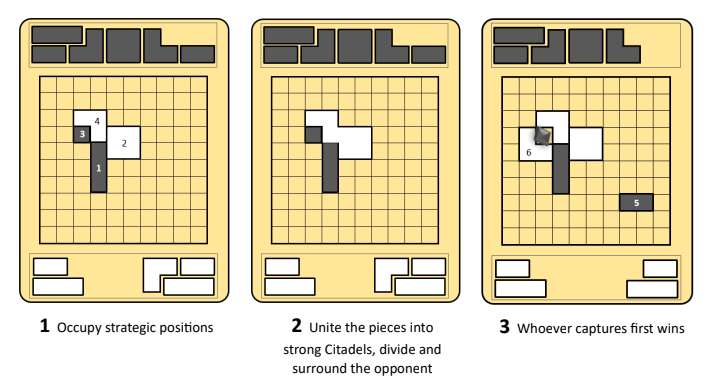 4
3
2
1
6
5
1 Occupy strategic positions
2 Unite the pieces into
strong Citadels, divide and
surround the opponent
3 Whoever captures first wins